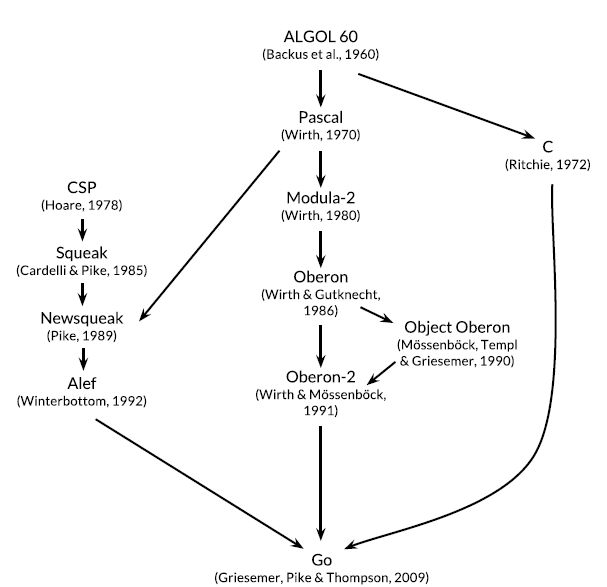 ALGOL 60
(Backus et al., 1960)
Pascal
(Wirth, 1970)
C
(Ritchie, 1972)
CSP
(Hoare, 1978)
Modula-2
(Wirth, 1980)
Squeak
(Cardelli & Pike, 1985)
Oberon
(Wirth & Gutknecht,
1986)
Newsqueak
(Pike, 1989)
Object Oberon
(Mössenböck, Templ
& Griesemer, 1990)
Alef
(Winterbottom, 1992)
Oberon-2
(Wirth & Mössenböck,
1991)
Go
(Griesemer, Pike & Thompson, 2009)